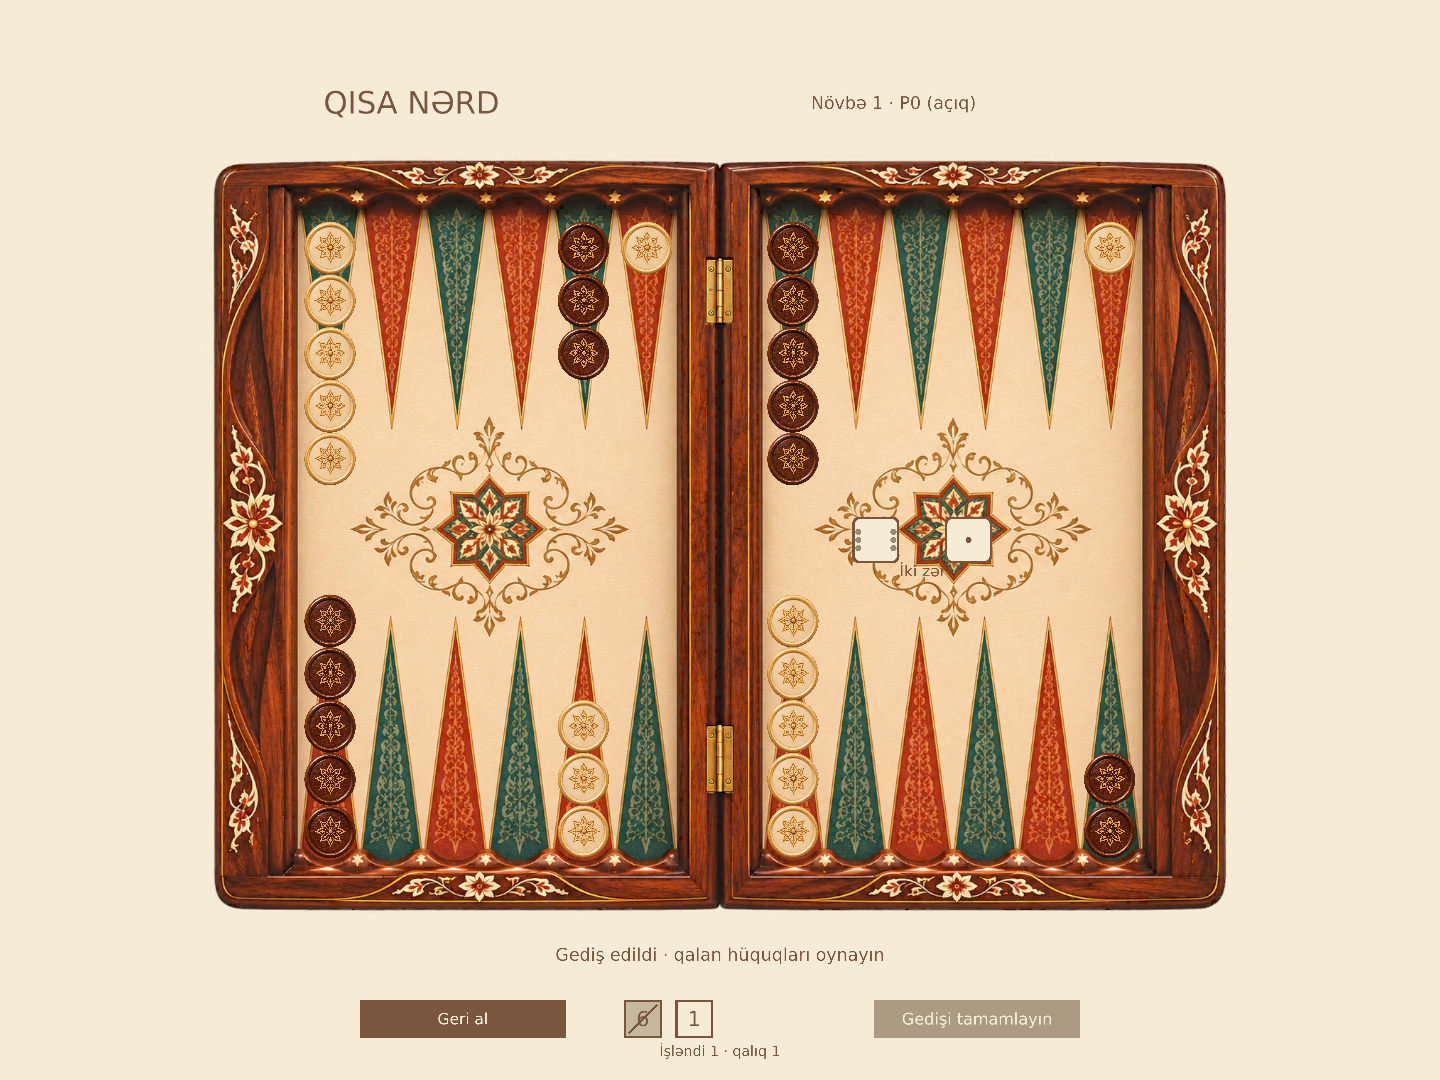 QISA NƏRD
Növbə 1 · P0 (açıq)
İki zər
Gediş edildi · qalan hüquqları oynayın
Geri al
6
1
Gedişi tamamlayın
İşləndi 1 · qalıq 1